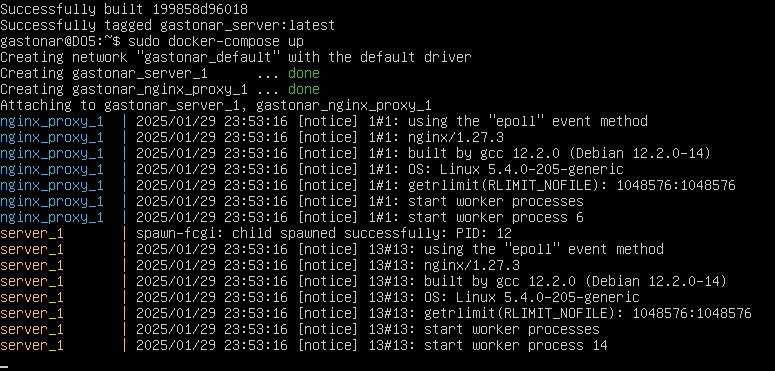 Successfully built 199858d96018
Successfully tagged gastonar_server:latest
gastonar@DO5:~$ sudo docker-compose up
Creating network "gastonar_default" with the default driver
Creating gastonar_server_1      ... done
Creating gastonar_nginx_proxy_1 ... done
Attaching to gastonar_server_1, gastonar_nginx_proxy_1
nginx_proxy_1  | 2025/01/29 23:53:16 [notice] 1#1: using the "epoll" event method
nginx_proxy_1  | 2025/01/29 23:53:16 [notice] 1#1: nginx/1.27.3
nginx_proxy_1  | 2025/01/29 23:53:16 [notice] 1#1: built by gcc 12.2.0 (Debian 12.2.0-14)
nginx_proxy_1  | 2025/01/29 23:53:16 [notice] 1#1: OS: Linux 5.4.0-205-generic
nginx_proxy_1  | 2025/01/29 23:53:16 [notice] 1#1: getrlimit(RLIMIT_NOFILE): 1048576:1048576
nginx_proxy_1  | 2025/01/29 23:53:16 [notice] 1#1: start worker processes
nginx_proxy_1  | 2025/01/29 23:53:16 [notice] 1#1: start worker process 6
server_1       | spawn-fcgi: child spawned successfully: PID: 12
server_1       | 2025/01/29 23:53:16 [notice] 13#13: using the "epoll" event method
server_1       | 2025/01/29 23:53:16 [notice] 13#13: nginx/1.27.3
server_1       | 2025/01/29 23:53:16 [notice] 13#13: built by gcc 12.2.0 (Debian 12.2.0-14)
server_1       | 2025/01/29 23:53:16 [notice] 13#13: OS: Linux 5.4.0-205-generic
server_1       | 2025/01/29 23:53:16 [notice] 13#13: getrlimit(RLIMIT_NOFILE): 1048576:1048576
server_1       | 2025/01/29 23:53:16 [notice] 13#13: start worker processes
server_1       | 2025/01/29 23:53:16 [notice] 13#13: start worker process 14